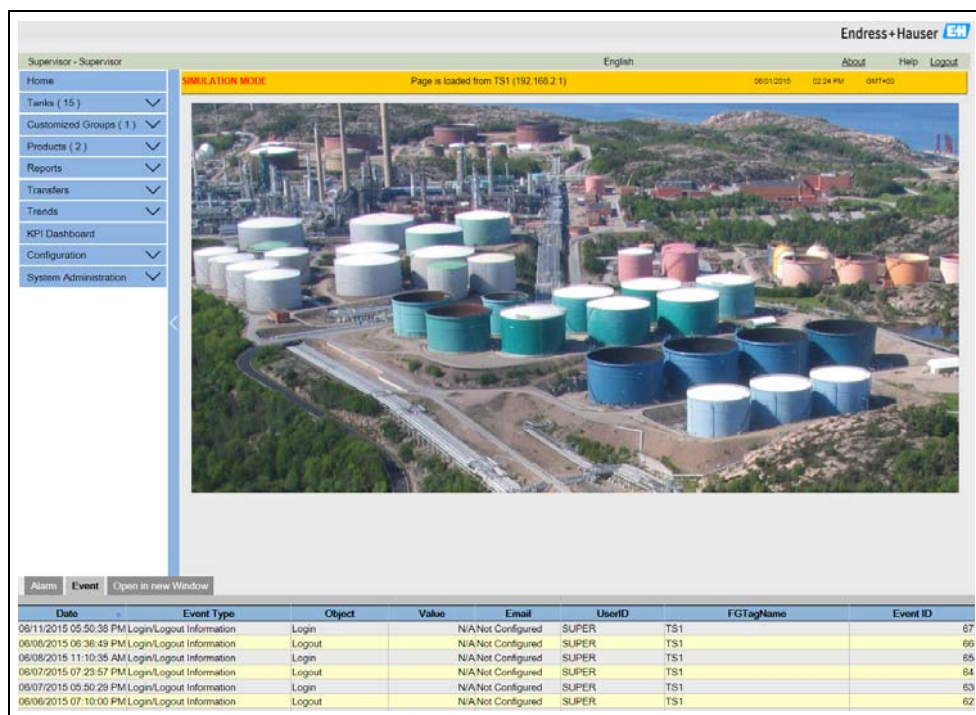 Endress+Hauser EH
Supervisor - Supervisor English About Help Logout
Home
SIMULATION MODE Page is loaded from TS1 (192.168.2.1) 06/01/2015 02:24 PM GMT+00
Tanks ( 15 )
Customized Groups ( 1 )
Products ( 2 )
Reports
Transfers
Trends
KPI Dashboard
Configuration
System Administration
Alarm Event Open in new Window
Date Event Type Object Value Email UserID FGTagName Event ID
06/11/2015 05:50:38 PM Login/Logout Information Login N/A Not Configured SUPER TS1 67
06/08/2015 06:36:49 PM Login/Logout Information Logout N/A Not Configured SUPER TS1 66
06/08/2015 11:10:35 AM Login/Logout Information Login N/A Not Configured SUPER TS1 65
06/07/2015 07:23:57 PM Login/Logout Information Logout N/A Not Configured SUPER TS1 64
06/07/2015 05:50:29 PM Login/Logout Information Login N/A Not Configured SUPER TS1 63
06/06/2015 07:10:00 PM Login/Logout Information Logout N/A Not Configured SUPER TS1 62